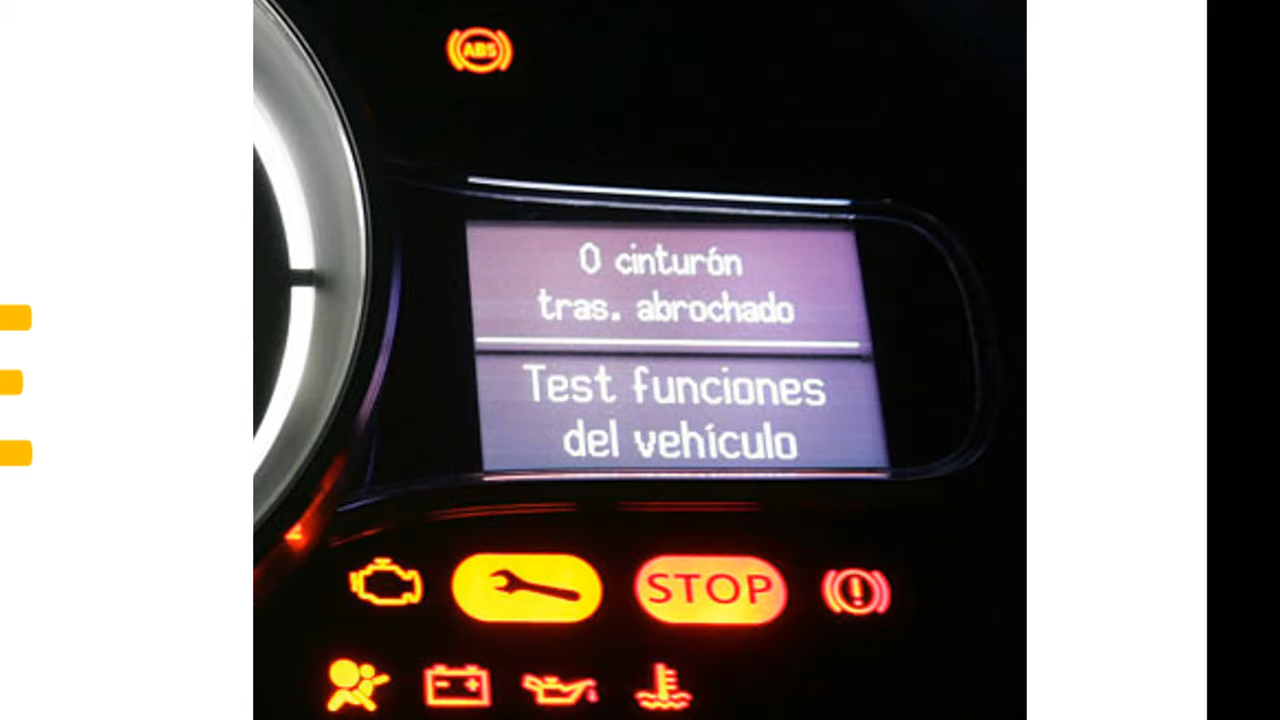 ABS
0 cinturón
tras. abrochado
Test funciones
del vehículo
STOP